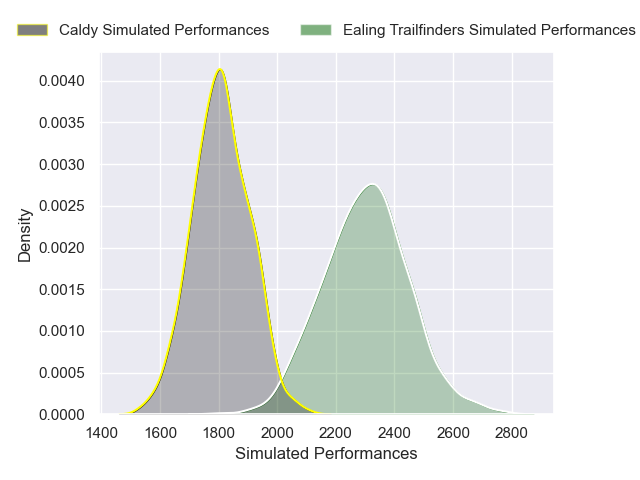 Caldy Simulated Performances
Ealing Trailfinders Simulated Performances
0.0040
0.0035
0.0030
0.0025
0.0020
0.0015
0.0010
0.0005
0.0000
Density
1400 1600 1800 2000 2200 2400 2600 2800
Simulated Performances